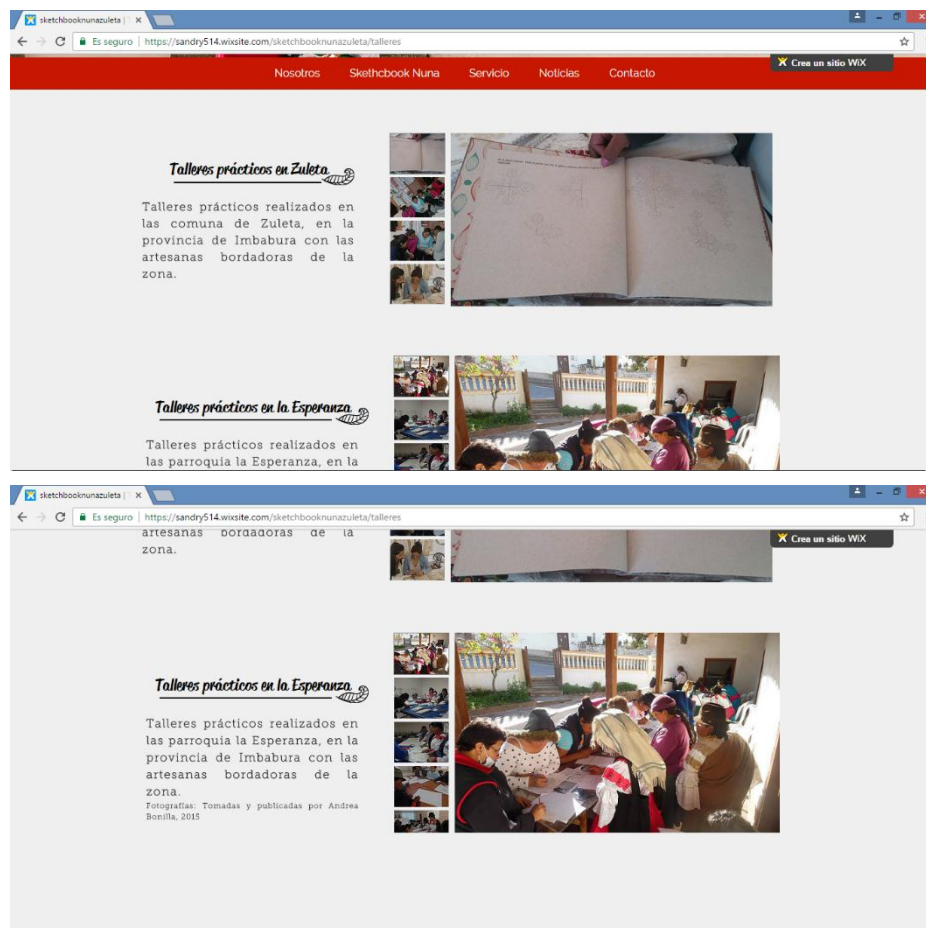 sketchbooknunazuleta |
Es seguro | https://sandry514.wixsite.com/sketchbooknunazuleta/talleres
Nosotros Skethcbook Nuna Servicio Noticias Contacto
Crea un sitio WiX
Talleres prácticos en Zuleta
Talleres prácticos realizados en
las comuna de Zuleta, en la
provincia de Imbabura con las
artesanas bordadoras de la
zona.
Talleres prácticos en la Esperanza
Talleres prácticos realizados en
las parroquia la Esperanza, en la
sketchbooknunazuleta |
Es seguro | https://sandry514.wixsite.com/sketchbooknunazuleta/talleres
artesanas bordadoras de la
zona.
Crea un sitio WiX
Talleres prácticos en la Esperanza
Talleres prácticos realizados en
las parroquia la Esperanza, en la
provincia de Imbabura con las
artesanas bordadoras de la
zona.
Fotografías: Tomadas y publicadas por Andrea
Bonilla, 2015